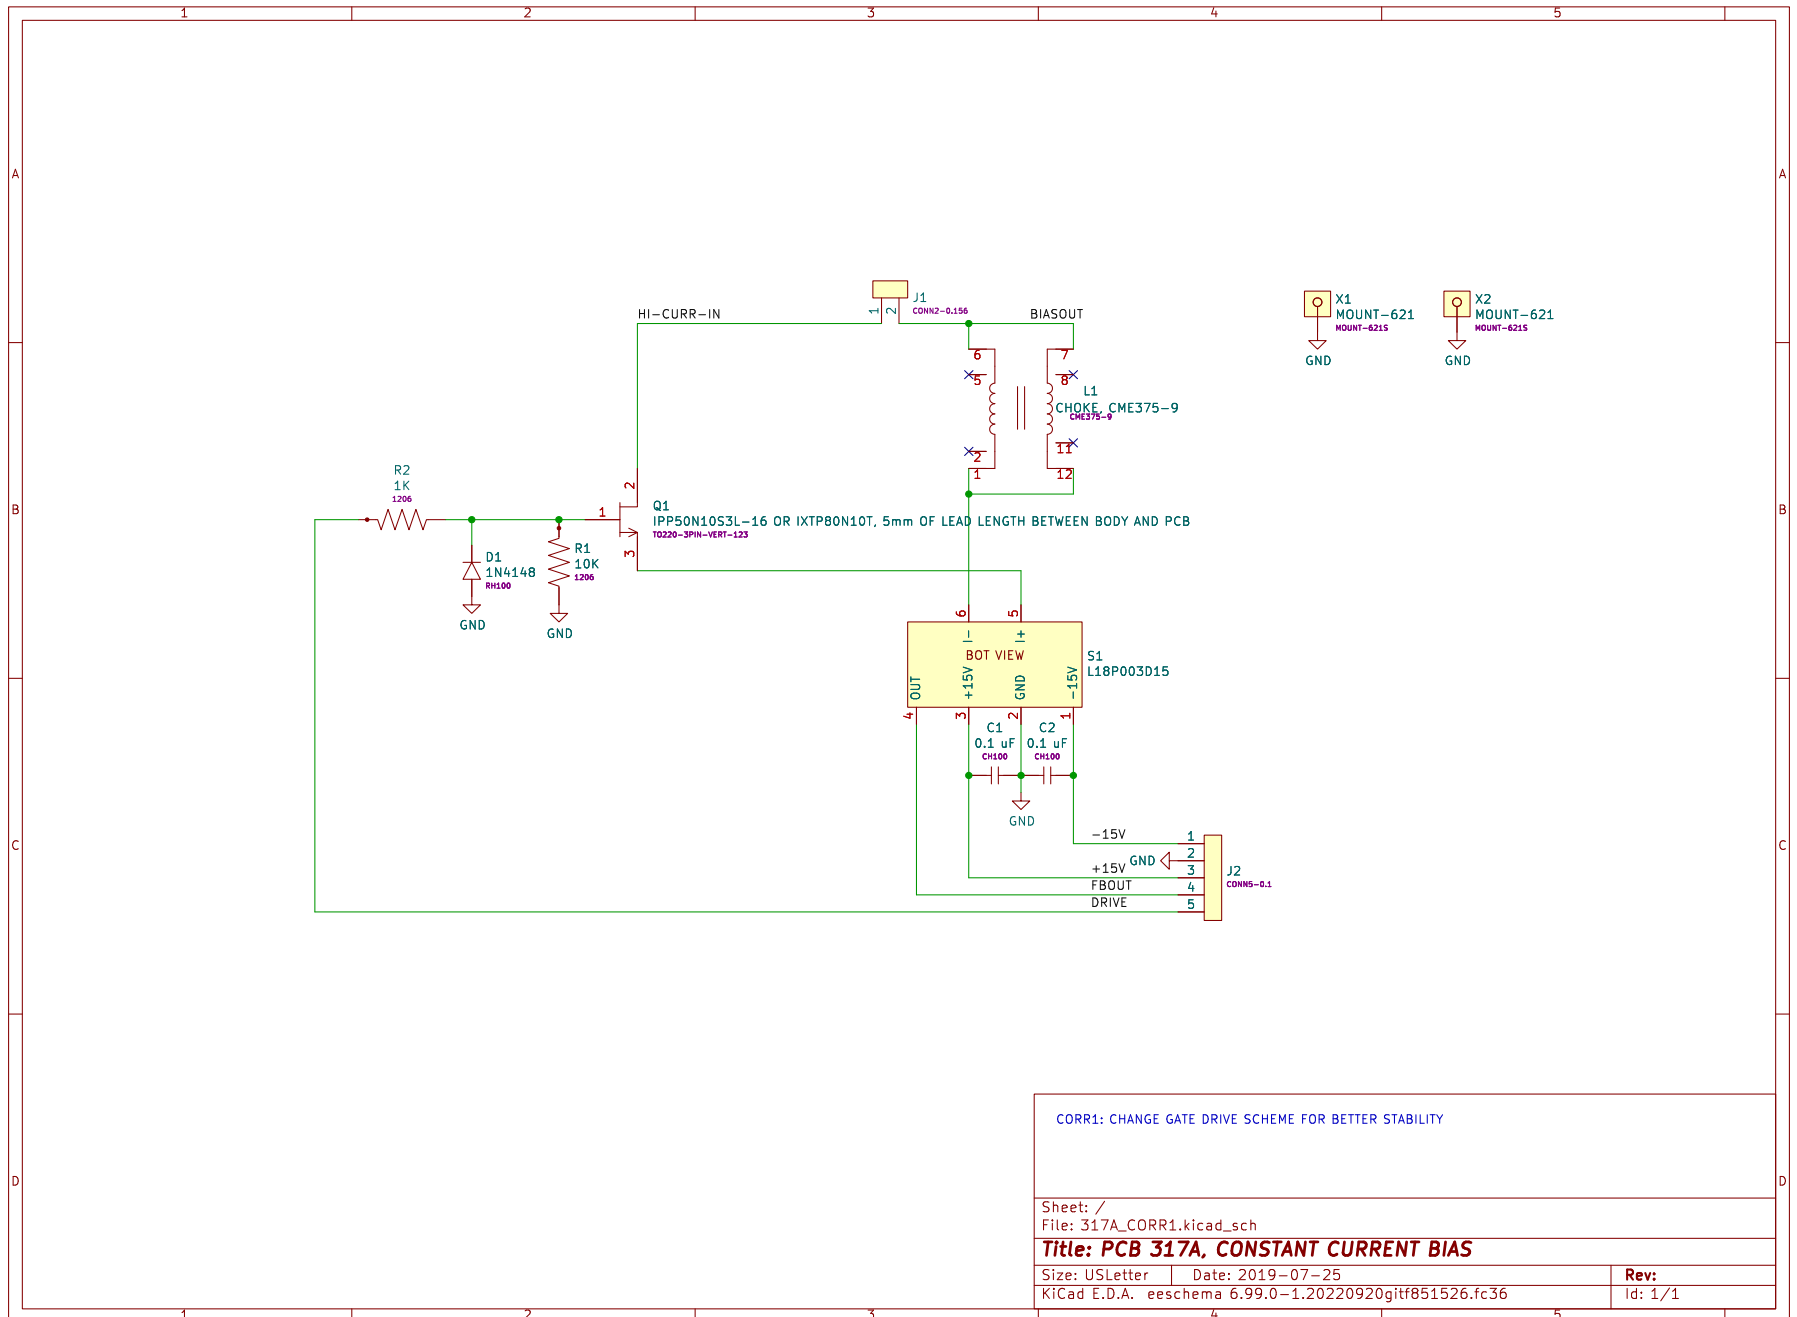 1 2 3 4 5
A A
HI-CURR-IN
J1
CONN2-0.156
1
2
BIASOUT
X1
MOUNT-621
MOUNT-621S
GND
X2
MOUNT-621
MOUNT-621S
GND
6
5
2
1
7
8
11
12
L1
CHOKE, CME375-9
CME375-9
B B
R2
1K
1206
D1
1N4148
RH100
GND
R1
10K
1206
GND
1
2
3
Q1
IPP50N10S3L-16 OR IXTP80N10T, 5mm OF LEAD LENGTH BETWEEN BODY AND PCB
TO220-3PIN-VERT-123
6 5
I- I+
BOT VIEW
OUT +15V GND -15V
4 3 2 1
S1
L18P003D15
C1
0.1 uF
CH100
C2
0.1 uF
CH100
GND
C C
-15V 1
GND 2
+15V 3
FBOUT 4
DRIVE 5
J2
CONN5-0.1
D D
CORR1: CHANGE GATE DRIVE SCHEME FOR BETTER STABILITY
Sheet: /
File: 317A_CORR1.kicad_sch
Title: PCB 317A, CONSTANT CURRENT BIAS
Size: USLetter Date: 2019-07-25 Rev:
KiCad E.D.A. eeschema 6.99.0-1.20220920gitf851526.fc36 Id: 1/1
1 2 3 4 5